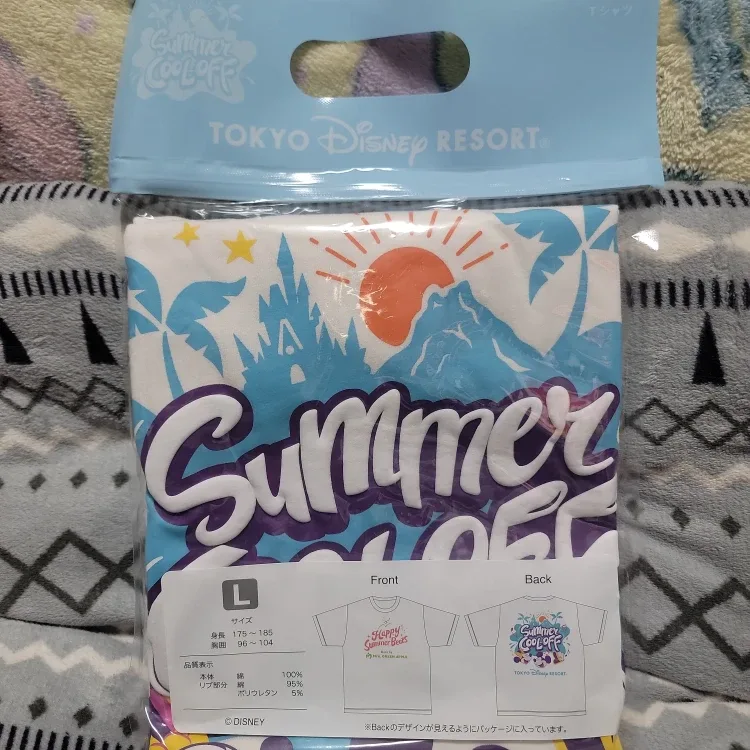 Tシャツ
Summer
COOL-OFF
TOKYO DISNEY RESORT®
Summer
COOL-OFF
L
サイズ
身長 175～185
胸囲 96～104
品質表示
本体 綿 100%
リブ部分 綿 95%
ポリウレタン 5%
©DISNEY
Front
Happy
Back
Summer
COOL-OFF
TOKYO DISNEY RESORT
※Backのデザインが見えるようにパッケージに入っています。